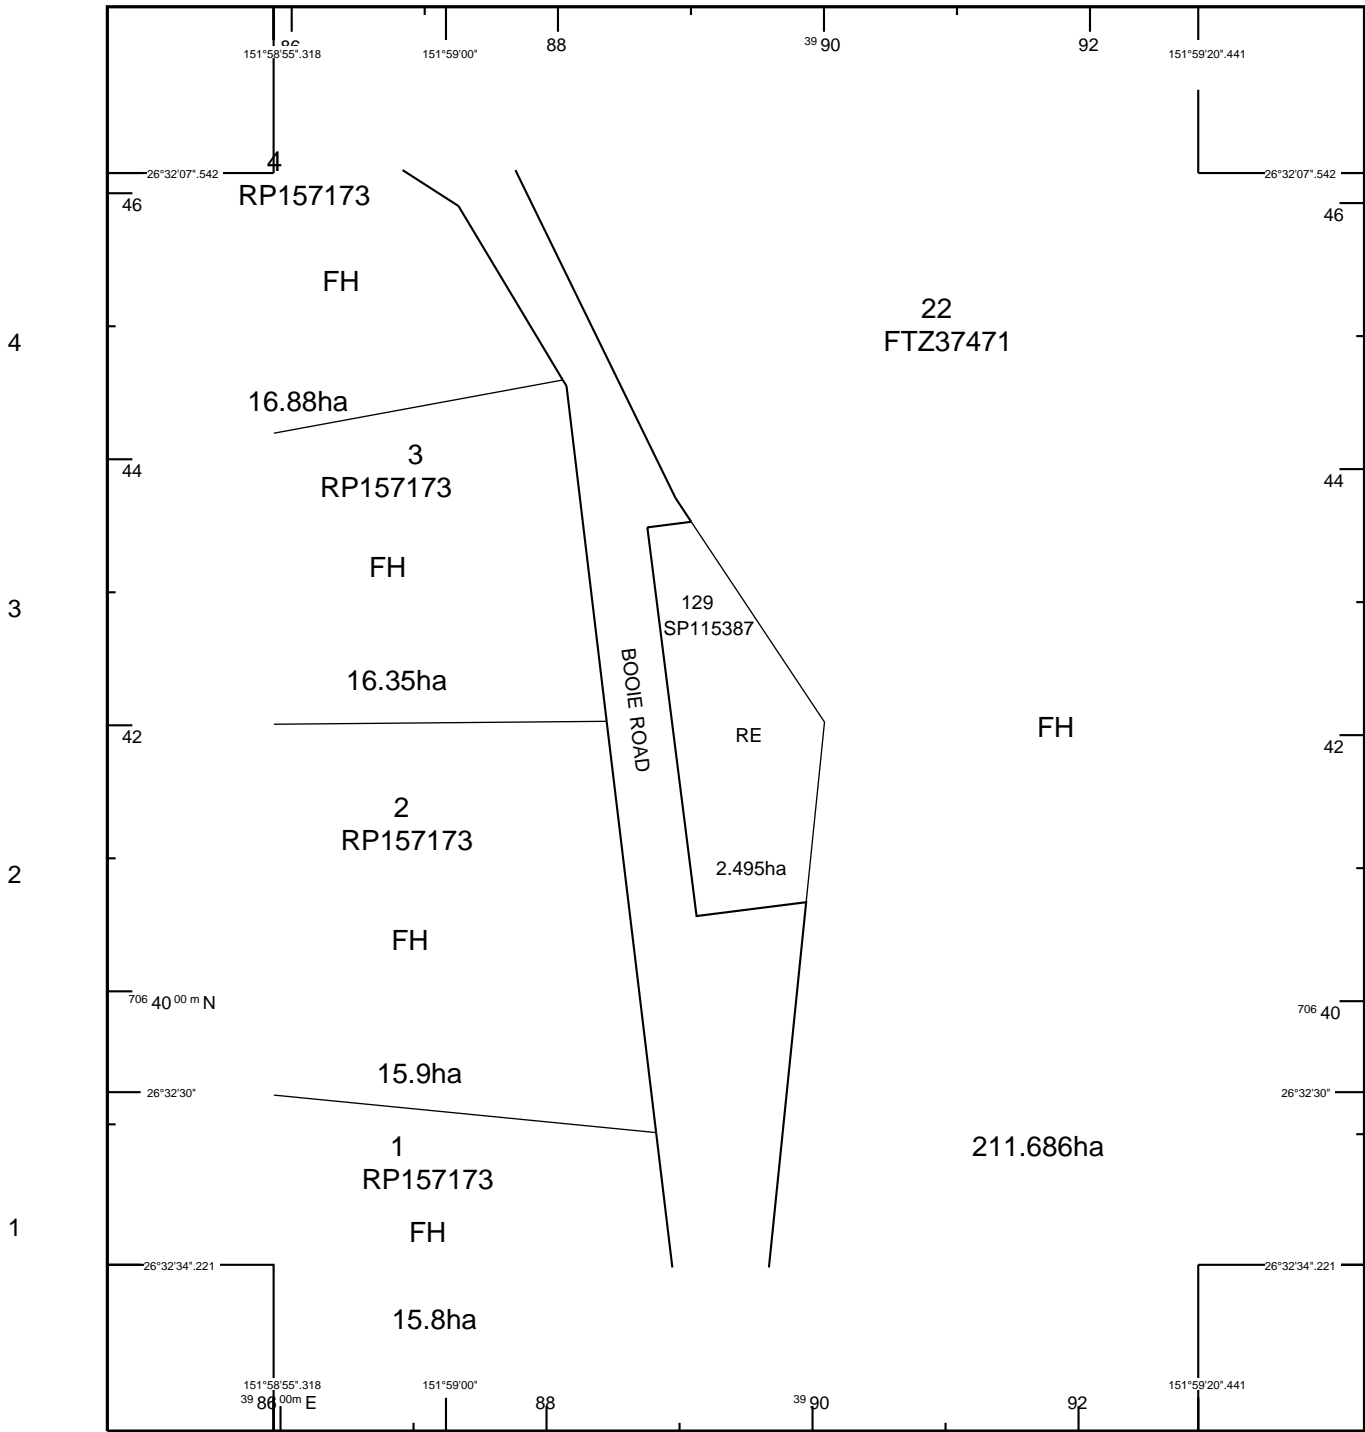 86 88 39 90 92
151°58'55".318 151°59'00" 151°59'20".441
4
26°32'07".542 26°32'07".542
RP157173
46 46
FH
22
4 FTZ37471
16.88ha
3
44 44
RP157173
FH
129
3
SP115387
BOOIE ROAD
16.35ha
42 RE FH 42
2
RP157173
2 2.495ha
FH
706 40 00 m N 706 40
15.9ha
26°32'30" 26°32'30"
1 211.686ha
RP157173
1 FH
26°32'34".221 26°32'34".221
15.8ha
151°58'55".318 151°59'00" 151°59'20".441
39 86 00m E 88 39 90 92